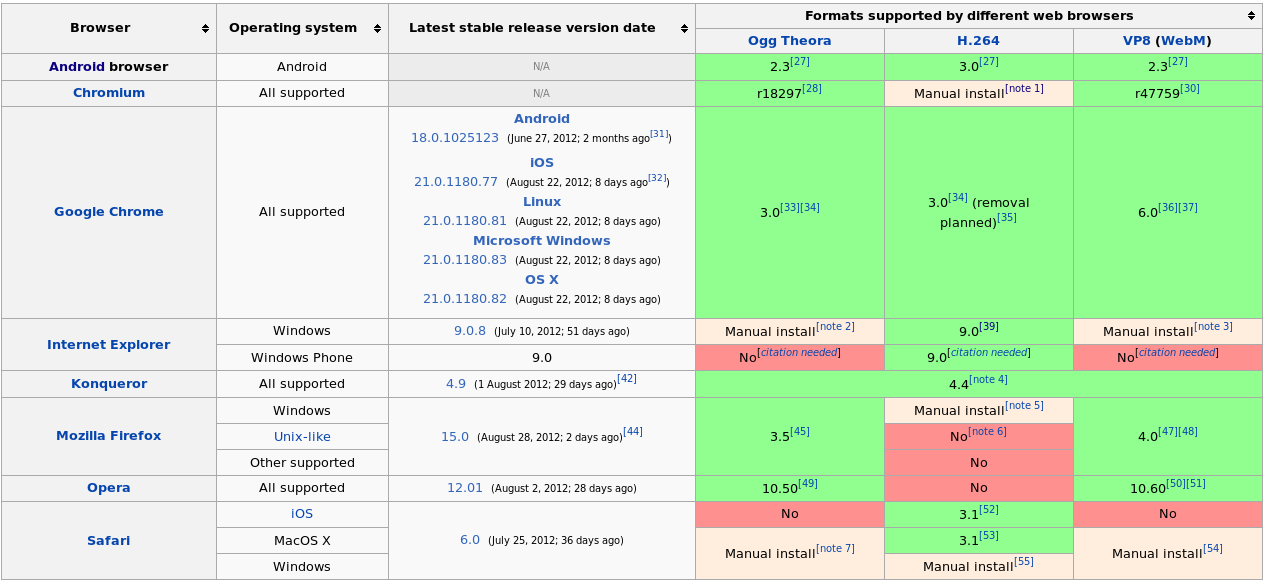 Browser Operating system Latest stable release version date Formats supported by different web browsers
Ogg Theora H.264 VP8 (WebM)
Android browser Android N/A 2.3[27] 3.0[27] 2.3[27]
Chromium All supported N/A r18297[28] Manual install[note 1] r47759[30]
Google Chrome All supported
Android
18.0.1025123 (June 27, 2012; 2 months ago[31])
iOS
21.0.1180.77 (August 22, 2012; 8 days ago[32])
Linux
21.0.1180.81 (August 22, 2012; 8 days ago)
Microsoft Windows
21.0.1180.83 (August 22, 2012; 8 days ago)
OS X
21.0.1180.82 (August 22, 2012; 8 days ago)
3.0[33][34]
3.0[34] (removal
planned)[35]
6.0[36][37]
Internet Explorer
Windows 9.0.8 (July 10, 2012; 51 days ago) Manual install[note 2] 9.0[39] Manual install[note 3]
Windows Phone 9.0 No[citation needed] 9.0[citation needed] No[citation needed]
Konqueror All supported 4.9 (1 August 2012; 29 days ago)[42] 4.4[note 4]
Mozilla Firefox
Windows
Unix-like
Other supported
15.0 (August 28, 2012; 2 days ago)[44]
3.5[45]
Manual install[note 5]
No[note 6]
No
4.0[47][48]
Opera All supported 12.01 (August 2, 2012; 28 days ago) 10.50[49] No 10.60[50][51]
Safari
iOS
MacOS X
Windows
6.0 (July 25, 2012; 36 days ago)
No
Manual install[note 7]
3.1[52]
3.1[53]
Manual install[55]
No
Manual install[54]